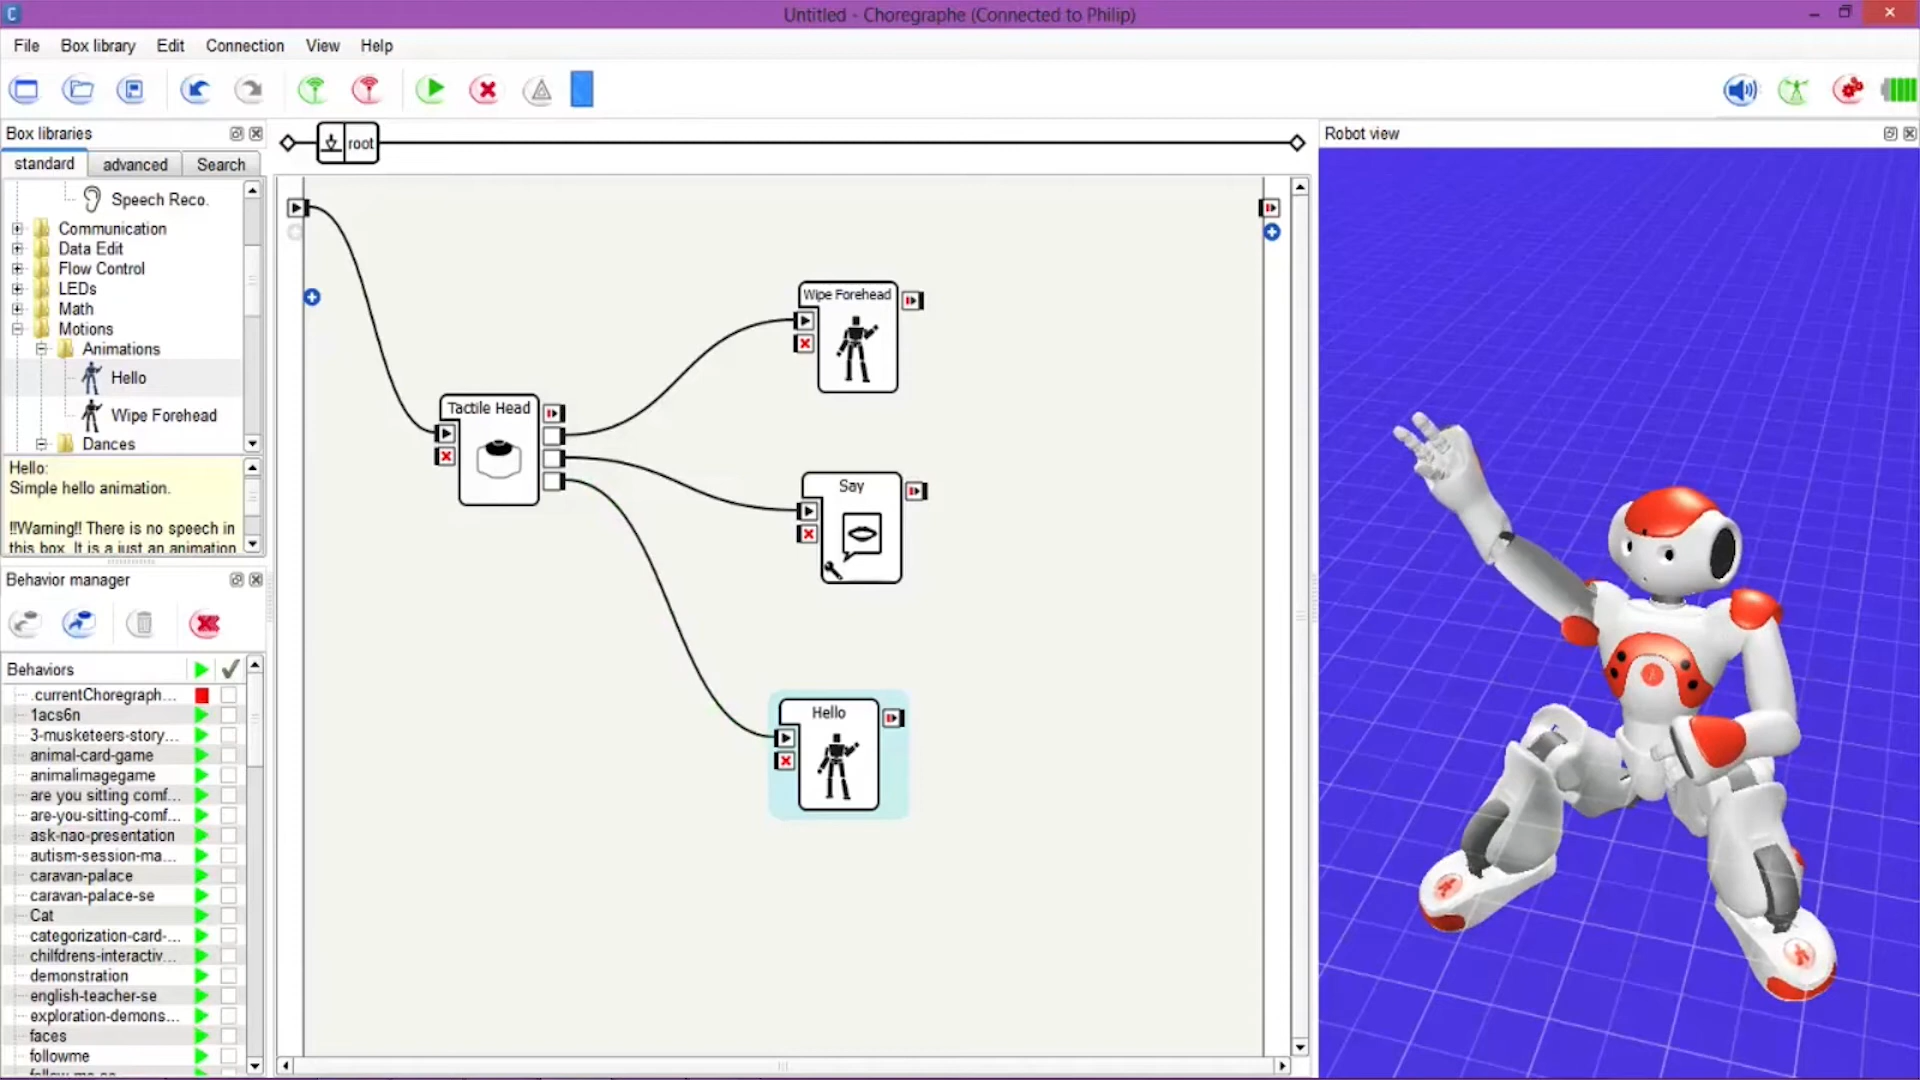 Untitled - Choregraphe (Connected to Philip)
File Box library Edit Connection View Help
Box libraries
standard advanced Search
Speech Reco.
Communication
Data Edit
Flow Control
LEDs
Math
Motions
Animations
Hello
Wipe Forehead
Dances
Hello:
Simple hello animation.
!!Warning!! There is no speech in
this box. It is a just an animation
Behavior manager
Behaviors
.currentChoregraph...
1acs6n
3-musketeers-story...
animal-card-game
animalimagegame
are you sitting comf...
are-you-sitting-comf...
ask-nao-presentation
autism-session-ma...
caravan-palace
caravan-palace-se
Cat
categorization-card-...
chilfdrens-interactiv...
demonstration
english-teacher-se
exploration-demons...
faces
followme
root
Tactile Head
Wipe Forehead
Say
Hello
Robot view